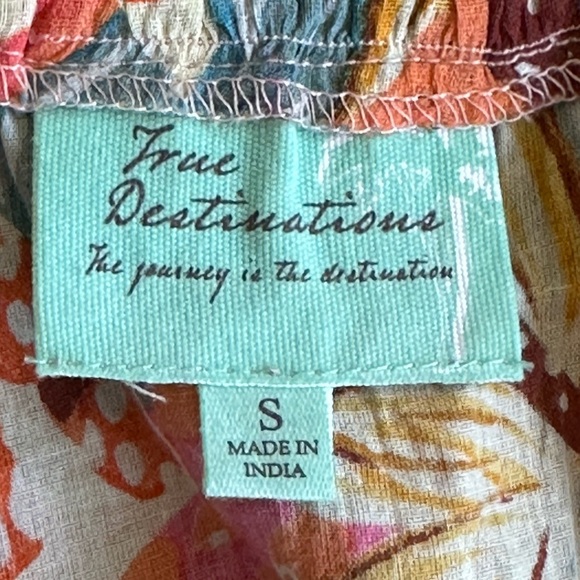 True
Destinations
The journey is the destination
S
MADE IN
INDIA